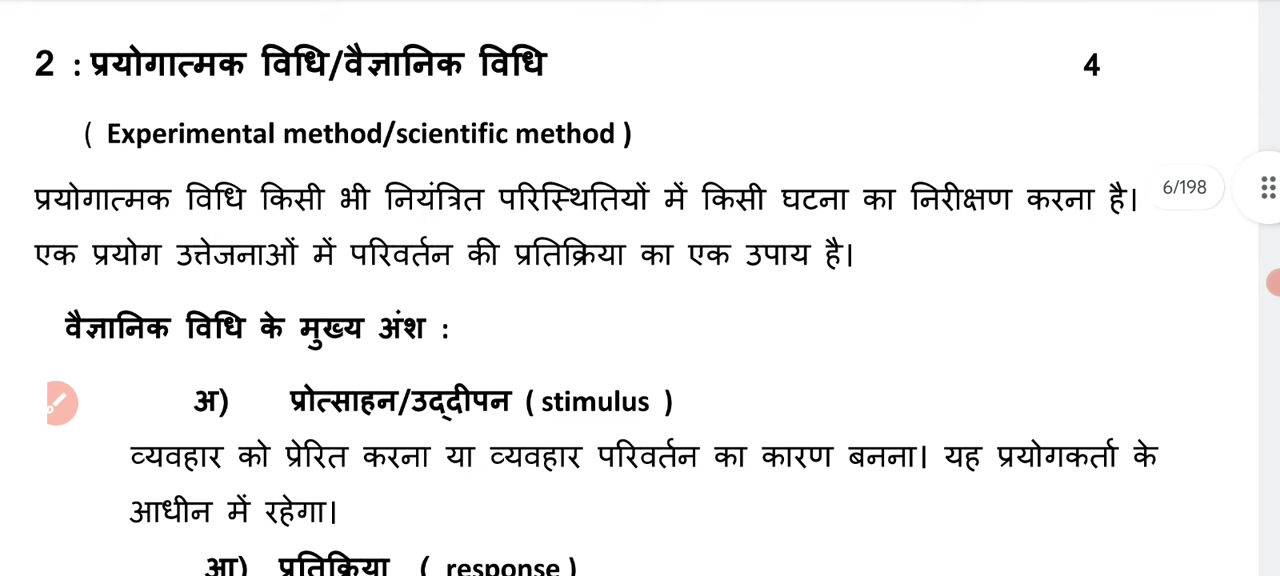 2 : प्रयोगात्मक विधि/वैज्ञानिक विधि 4
( Experimental method/scientific method )
प्रयोगात्मक विधि किसी भी नियंत्रित परिस्थितियों में किसी घटना का निरीक्षण करना है।
6/198
एक प्रयोग उत्तेजनाओं में परिवर्तन की प्रतिक्रिया का एक उपाय है।
वैज्ञानिक विधि के मुख्य अंश :
अ) प्रोत्साहन/उद्दीपन ( stimulus )
व्यवहार को प्रेरित करना या व्यवहार परिवर्तन का कारण बनना। यह प्रयोगकर्ता के
आधीन में रहेगा।
आ) प्रतिक्रिया ( response )